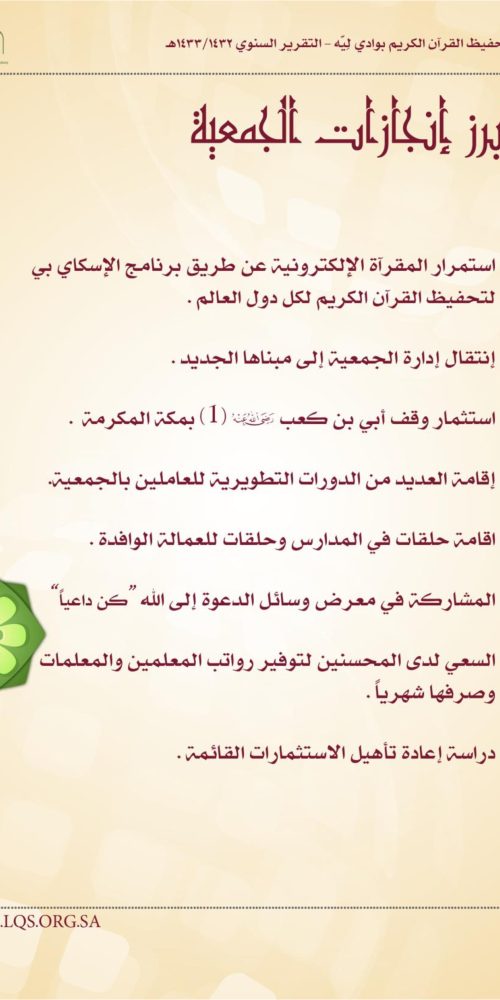 حفيظ القرآن الكريم بوادي لِيّه – التقرير السنوي ١٤٣٣/١٤٣٢هـ
برز إنجازات الجمعية
استمرار المقرآة الإلكترونية عن طريق برنامج الإسكاي بي
لتحفيظ القرآن الكريم لكل دول العالم .
إنتقال إدارة الجمعية إلى مبناها الجديد .
استثمار وقف أبي بن كعب رضي الله عنه (1) بمكة المكرمة .
إقامة العديد من الدورات التطويرية للعاملين بالجمعية.
اقامة حلقات في المدارس وحلقات للعمالة الوافدة .
المشاركة في معرض وسائل الدعوة إلى الله ”كن داعياً“
السعي لدى المحسنين لتوفير رواتب المعلمين والمعلمات
وصرفها شهرياً .
دراسة إعادة تأهيل الاستثمارات القائمة .
.LQS.ORG.SA